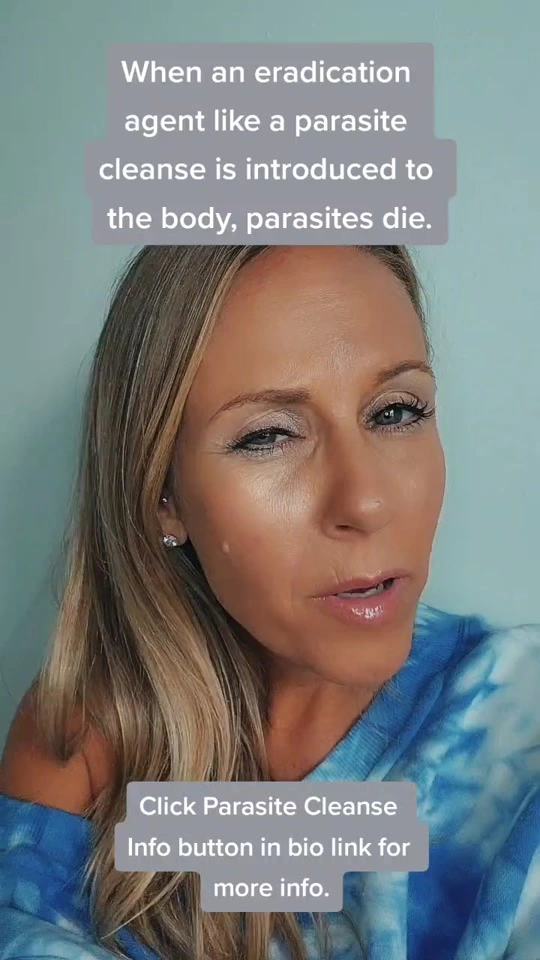 When an eradication
agent like a parasite
cleanse is introduced to
the body, parasites die.
Click Parasite Cleanse
Info button in bio link for
more info.